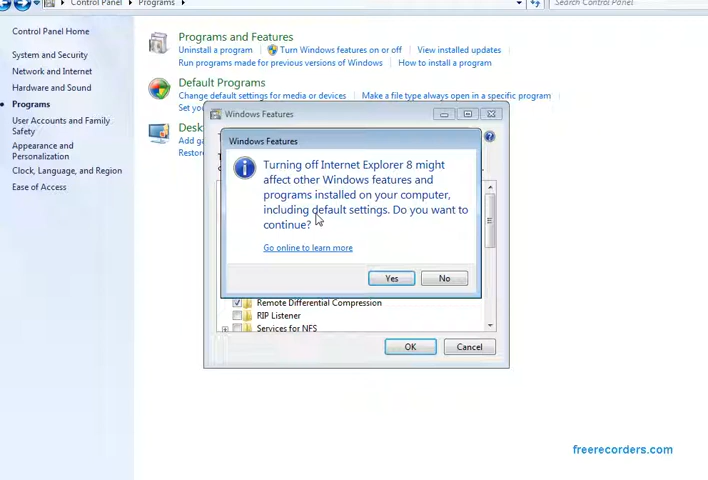 Control Panel
Programs
Search Control Panel
Control Panel Home
System and Security
Network and Internet
Hardware and Sound
Programs
User Accounts and Family
Safety
Appearance and
Personalization
Clock, Language, and Region
Ease of Access
Programs and Features
Uninstall a program
Turn Windows features on or off
View installed updates
Run programs made for previous versions of Windows
How to install a program
Default Programs
Change default settings for media or devices
Make a file type always open in a specific program
Set
Desk
Add
Restore
Windows Features
Windows Features
Turning off Internet Explorer 8 might
affect other Windows features and
programs installed on your computer,
including default settings. Do you want to
continue?
Go online to learn more
Yes
No
Remote Differential Compression
RIP Listener
Services for NFS
OK
Cancel
freerecorders.com